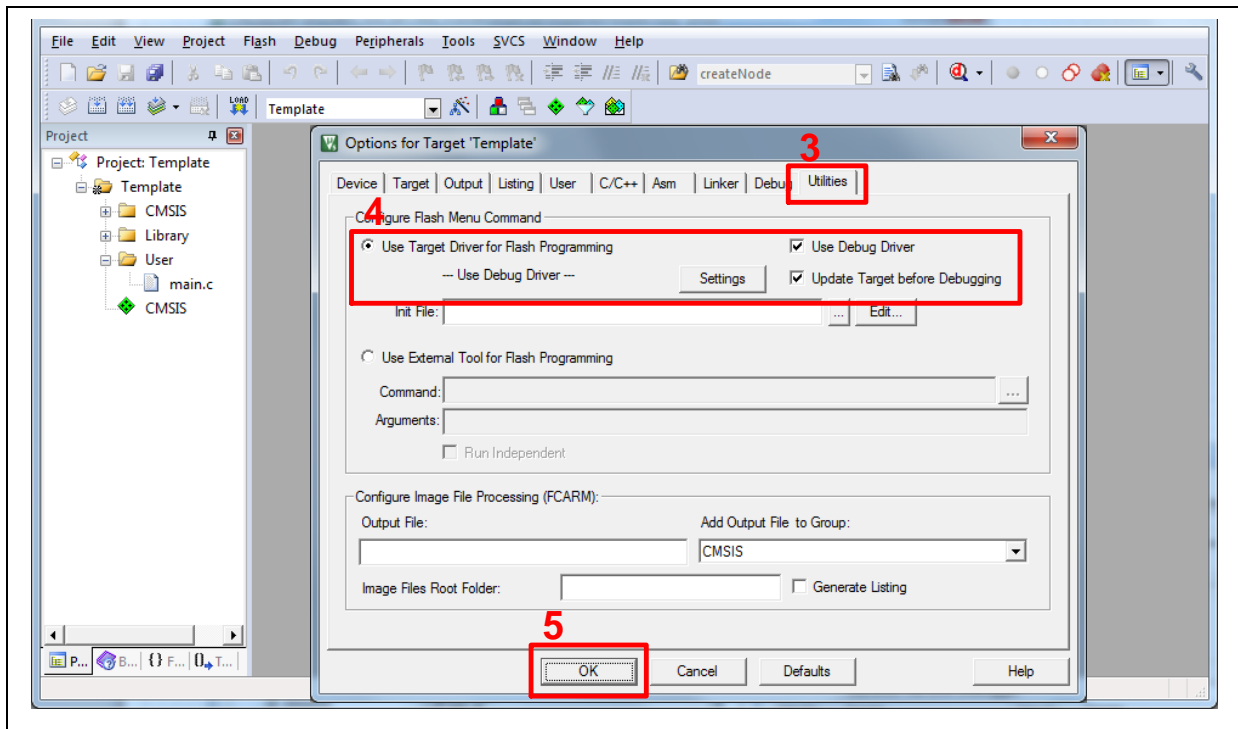 File Edit View Project Flash Debug Peripherals Tools SVCS Window Help
createNode
LOAD Template
Project
Project: Template
Template
CMSIS
Library
User
main.c
CMSIS
P... B... {} F... 0 T...
Options for Target 'Template'
3
Device Target Output Listing User C/C++ Asm Linker Debug Utilities
4
Configure Flash Menu Command
Use Target Driver for Flash Programming Use Debug Driver
--- Use Debug Driver --- Settings Update Target before Debugging
Init File: ... Edit...
Use External Tool for Flash Programming
Command: ...
Arguments:
Run Independent
Configure Image File Processing (FCARM):
Output File: Add Output File to Group:
CMSIS
Image Files Root Folder: Generate Listing
5
OK Cancel Defaults Help